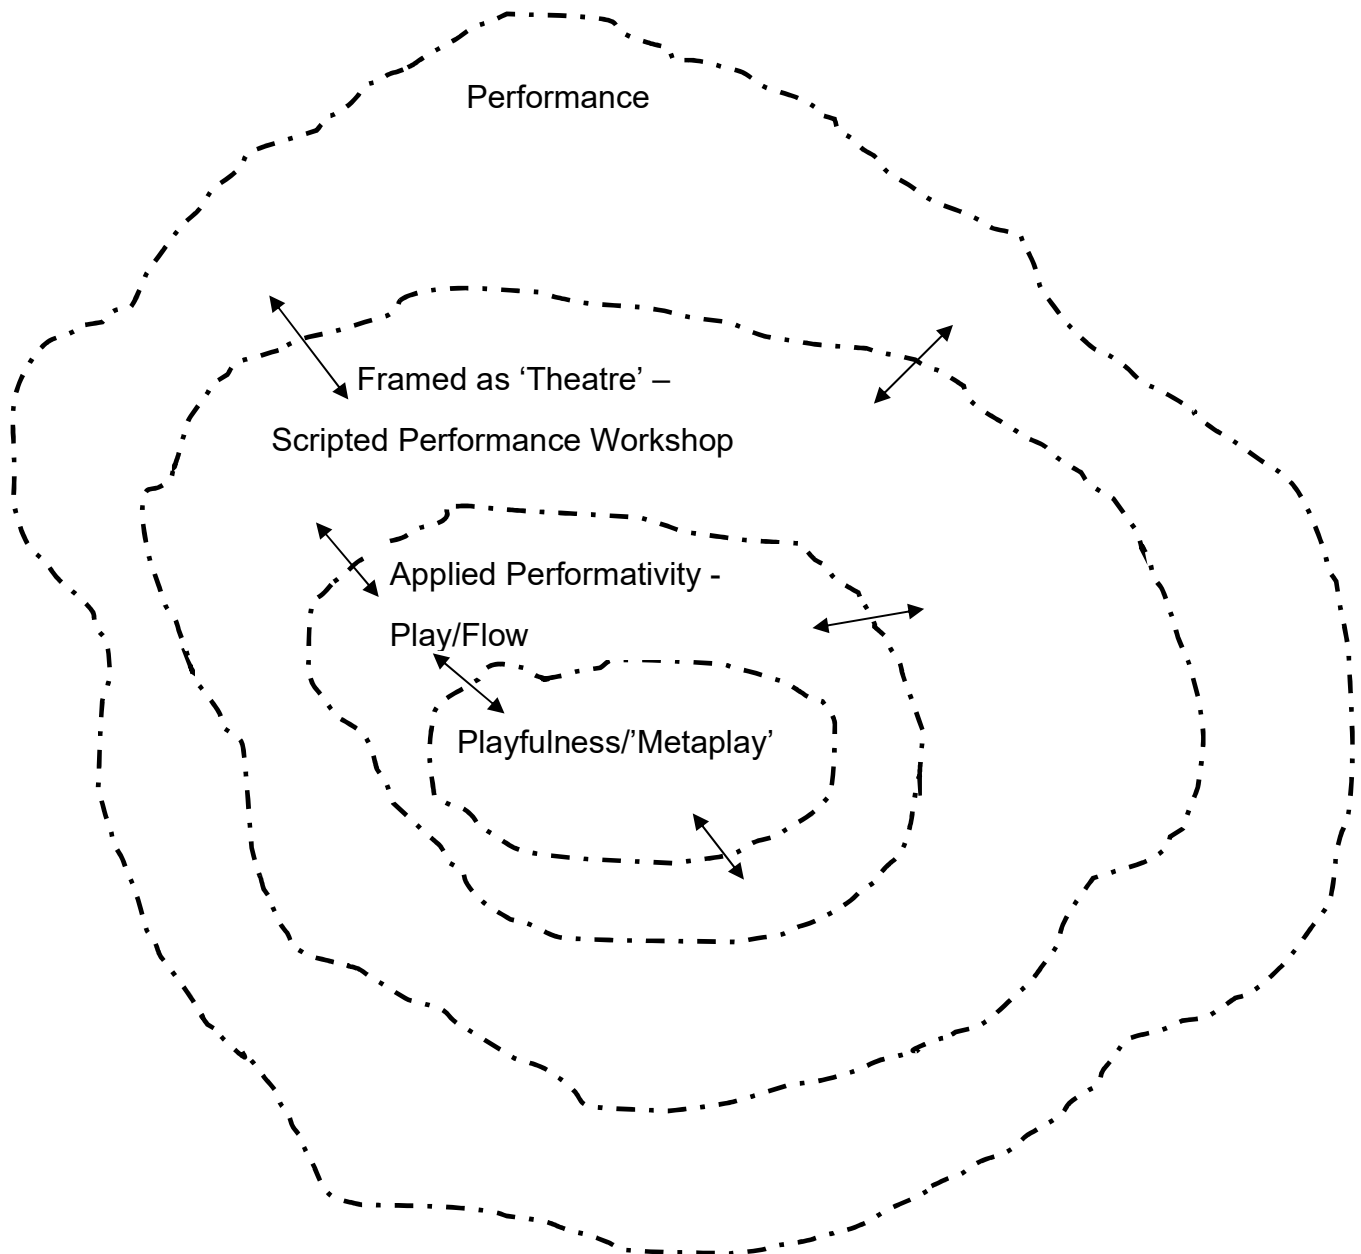 Performance
Framed as ‘Theatre’ –
Scripted Performance Workshop
Applied Performativity -
Play/Flow
Playfulness/’Metaplay’